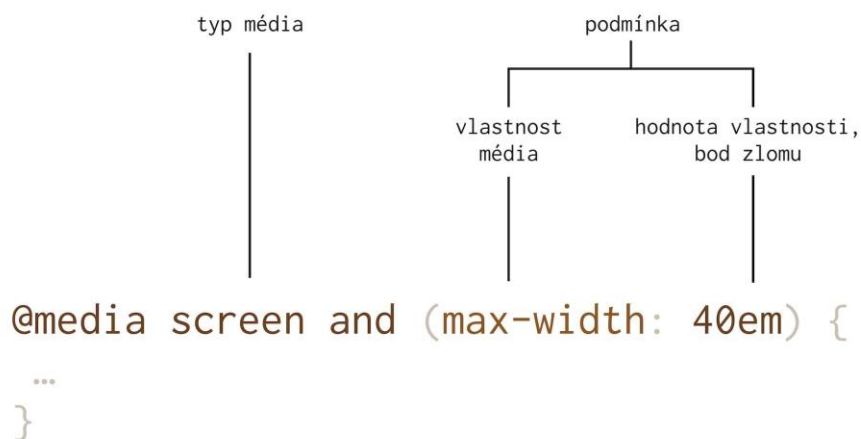 typ média
podmínka
vlastnost
média
hodnota vlastnosti,
bod zlomu
@media screen and (max-width: 40em) {
…
}